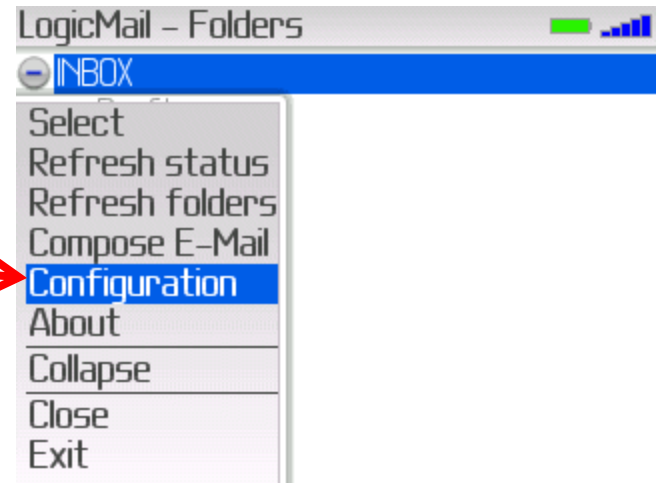 LogicMail – Folders
INBOX
Select
Refresh status
Refresh folders
Compose E-Mail
Configuration
About
Collapse
Close
Exit